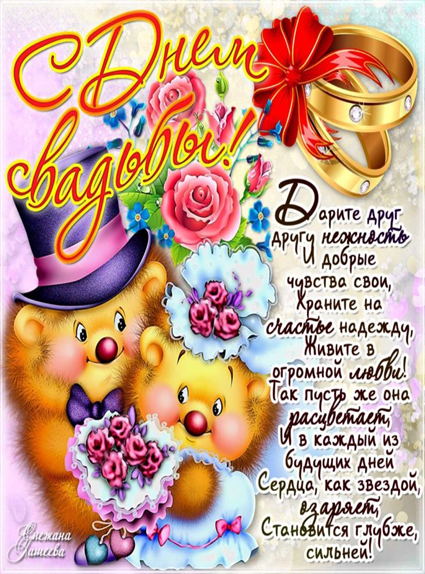 С Днем
свадьбы!
Дарите друг
другу нежность
И добрые
чувства свои,
Храните на
счастье надежду,
Живите в
огромной любви!
Так пусть же она
расцветает,
И в каждый из
будущих дней
Сердца, как звездой,
озаряет,
Становится глубже,
сильней!
Снежана